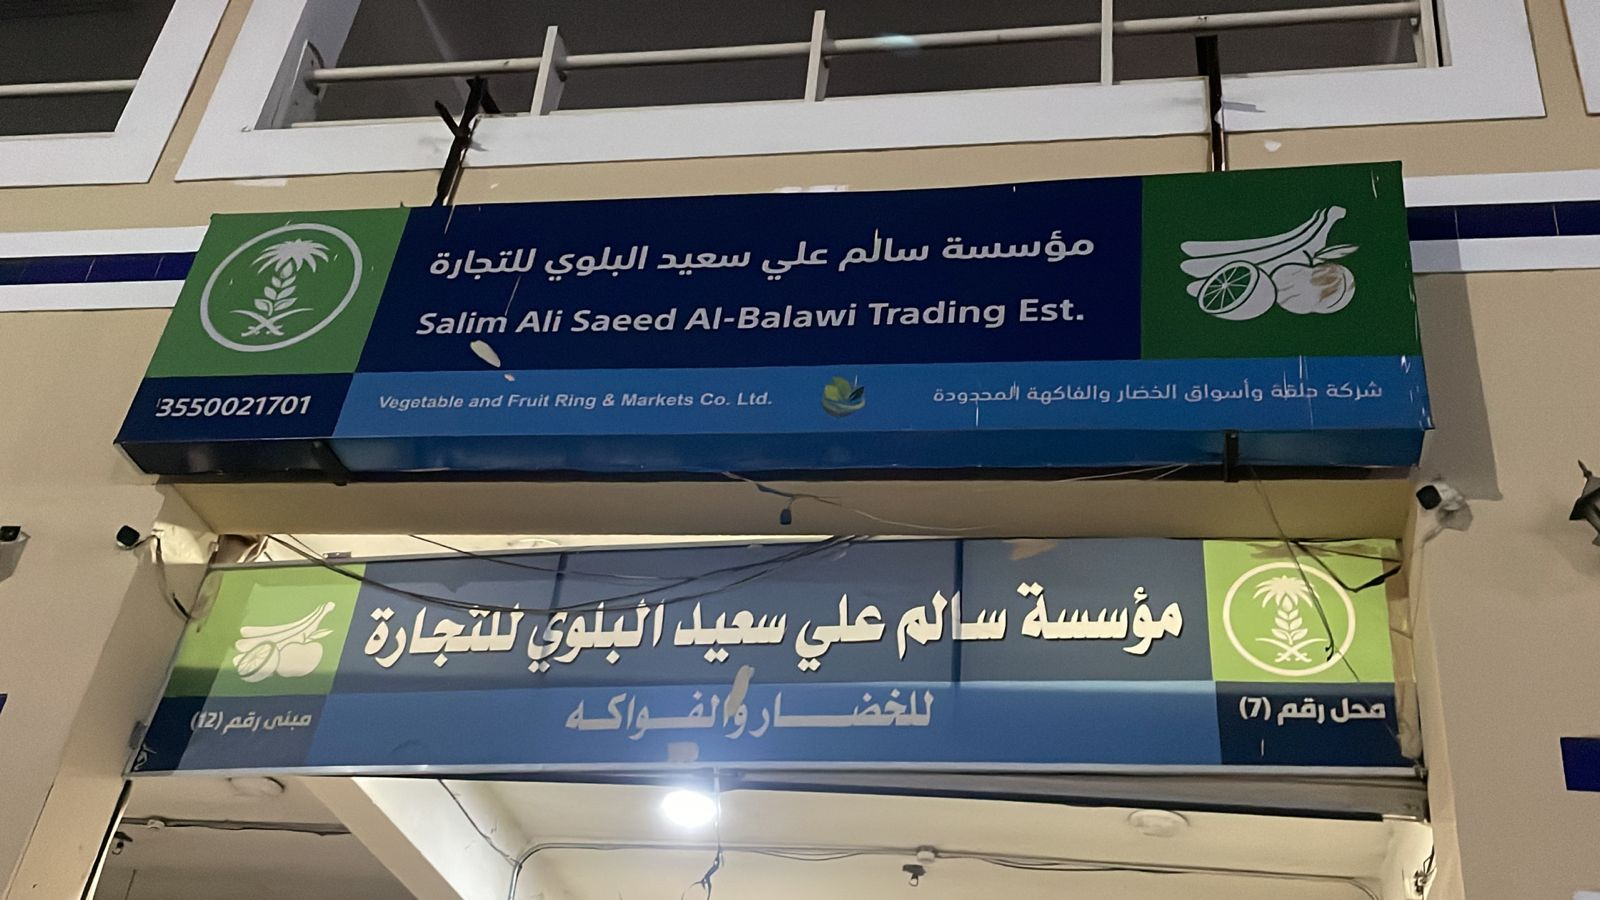 مؤسسة سالم علي سعيد البلوي للتجارة
Salim Ali Saeed Al-Balawi Trading Est.
3550021701
Vegetable and Fruit Ring & Markets Co. Ltd.
شركة حلقة وأسواق الخضار والفاكهة المحدودة
مؤسسة سالم علي سعيد البلوي للتجارة
للخضار والفواكه
محل رقم (7)
مبنى رقم (12)